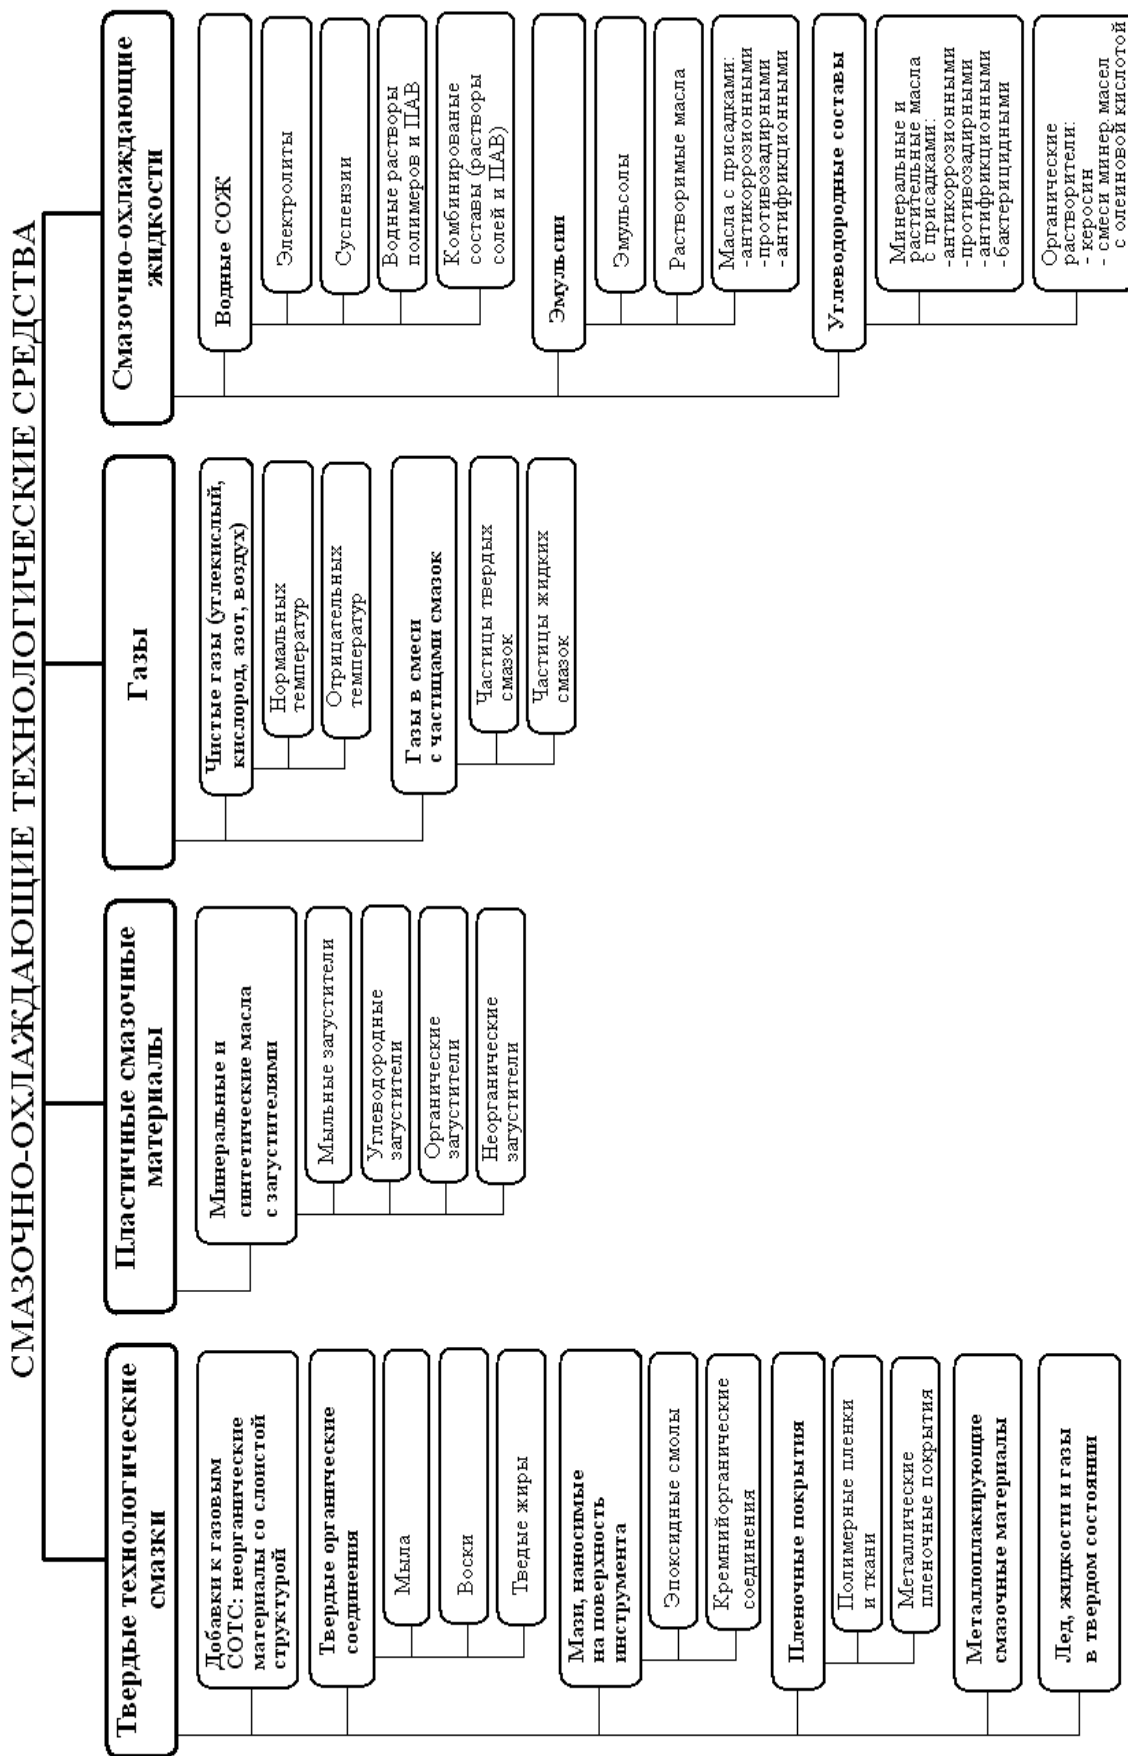 СМАЗОЧНО-ОХЛАЖДАЮЩИЕ ТЕХНОЛОГИЧЕСКИЕ СРЕДСТВА
Твердые технологические
смазки
Добавки к газовым
СОТС: неорганические
материалы со слоистой
структурой
Твердые органические
соединения
Мыла
Воски
Тведые жиры
Мази, наносимые
на поверхность
инструмента
Эпоксидные смолы
Кремнийорганические
соединения
Пленочные покрытия
Полимерные пленки
и ткани
Металлические
пленочные покрытия
Металлоплакирующие
смазочные материалы
Лед, жидкости и газы
в твердом состоянии
Пластичные смазочные
материалы
Минеральные и
синтетические масла
с загустителями
Мыльные загустители
Углеводородные
загустители
Органические
загустители
Неорганические
загустители
Газы
Чистые газы (углекислый,
кислород, азот, воздух)
Нормальных
температур
Отрицательных
температур
Газы в смеси
с частицами смазок
Частицы твердых
смазок
Частицы жидких
смазок
Смазочно-охлаждающие
жидкости
Водные СОЖ
Электролиты
Суспензии
Водные растворы
полимеров и ПАВ
Комбинированые
составы (растворы
солей и ПАВ)
Эмульсии
Эмульсолы
Растворимые масла
Масла с присадками:
-антикоррозионными
-противозадирными
-антифрикционными
Углеводородные составы
Минеральные и
растительные масла
с присадками:
-антикоррозионными
-противозадирными
-антифрикционными
-бактерицидными
Органические
растворители:
- керосин
- смеси минер. масел
с олеиновой кислотой